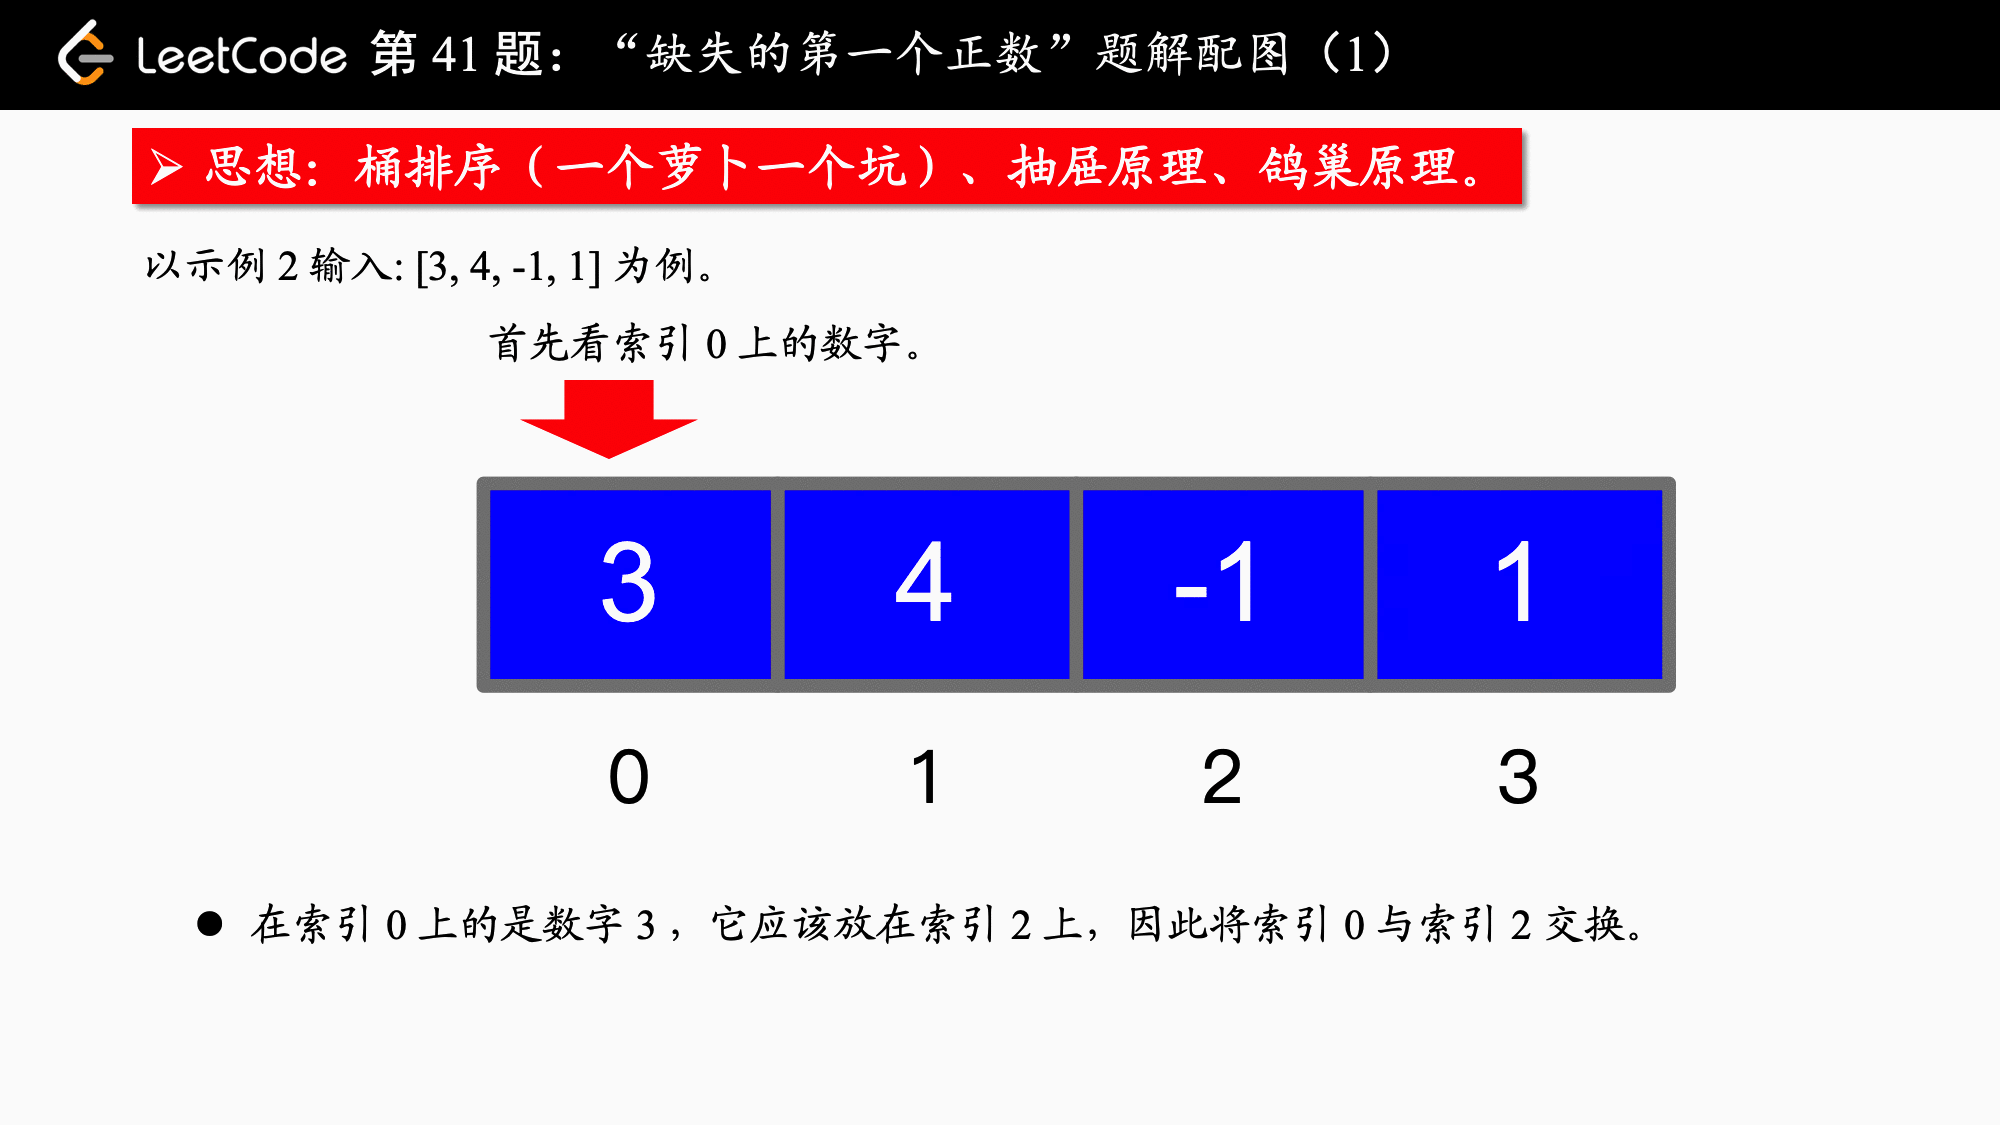 LeetCode 第 41 题：“缺失的第一个正数”题解配图（1）
➢ 思想：桶排序（一个萝卜一个坑）、抽屉原理、鸽巢原理。
以示例 2 输入: [3, 4, -1, 1] 为例。
首先看索引 0 上的数字。
3 4 -1 1
0 1 2 3
● 在索引 0 上的是数字 3 ，它应该放在索引 2 上，因此将索引 0 与索引 2 交换。